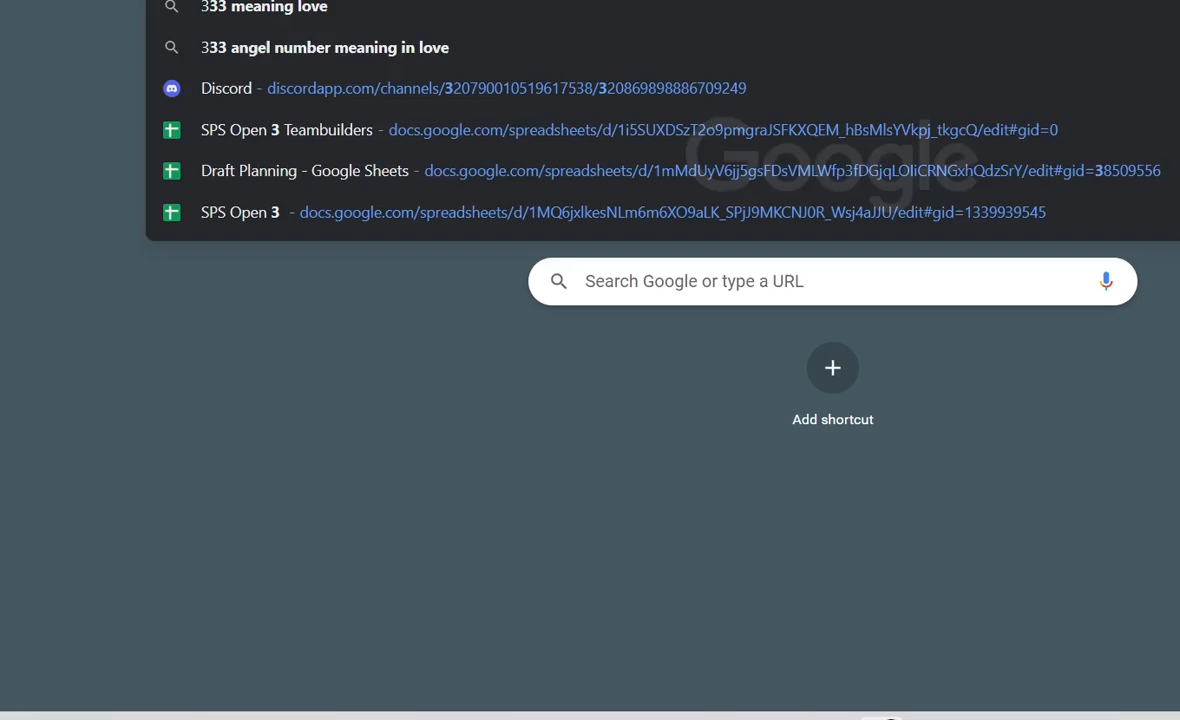 333 meaning love
333 angel number meaning in love
Discord - discordapp.com/channels/320790010519617538/320869898886709249
SPS Open 3 Teambuilders - docs.google.com/spreadsheets/d/1i5SUXDSzT2o9pmgraJSFKXQEM_hBsMlsYVkpj_tkgcQ/edit#gid=0
Draft Planning - Google Sheets - docs.google.com/spreadsheets/d/1mMdUyV6jj5gsFDsVMLWfp3fDGjqLOliCRNGxhQdzSrY/edit#gid=38509556
SPS Open 3 - docs.google.com/spreadsheets/d/1MQ6jxlkesNLm6m6XO9aLK_SPjJ9MKCNJ0R_Wsj4aJJU/edit#gid=1339939545
Google
Search Google or type a URL
Add shortcut